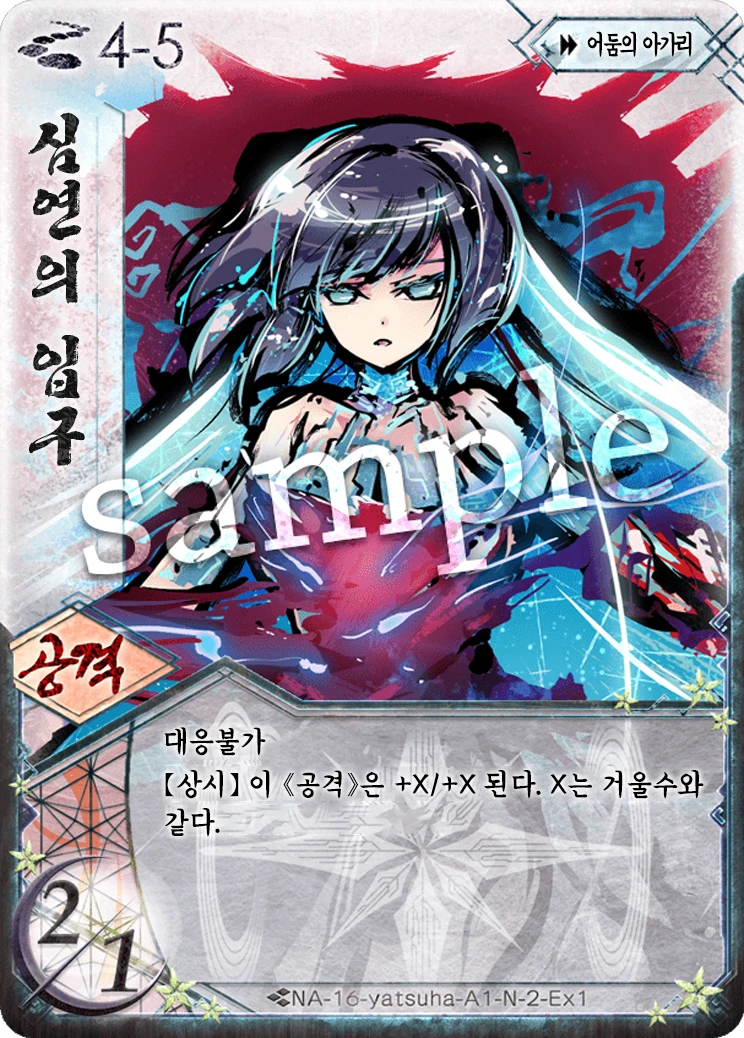 4-5
어둠의 아가리
심연의 입구
sample
공격
대응불가
【상시】 이 《공격》은 +X/+X 된다. X는 거울수와
같다.
2/1
NA-16-yatsuha-A1-N-2-Ex1